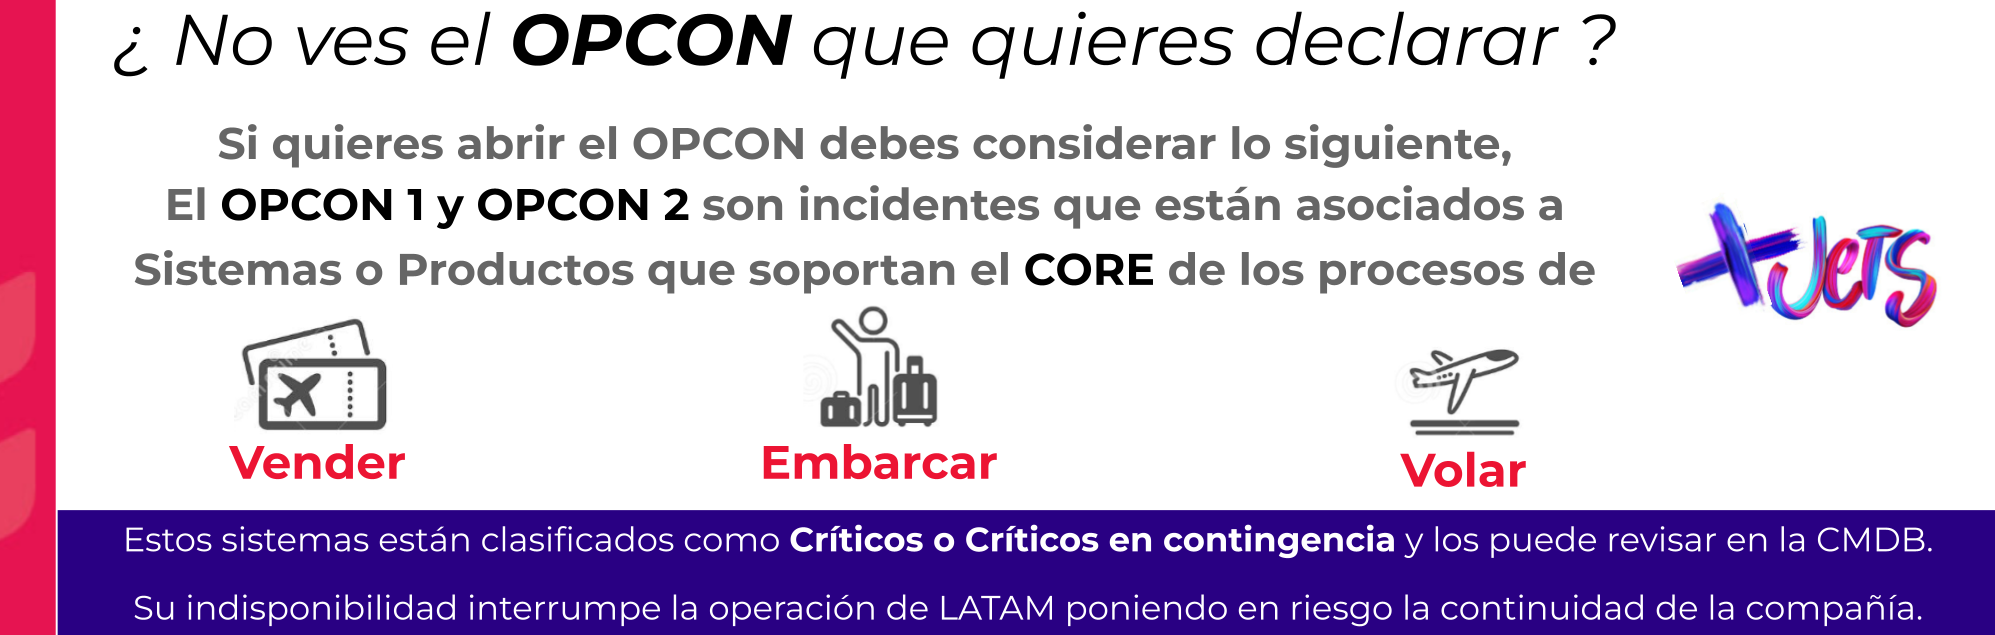 ¿ No ves el OPCON que quieres declarar ?
Si quieres abrir el OPCON debes considerar lo siguiente,
El OPCON 1 y OPCON 2 son incidentes que están asociados a
Sistemas o Productos que soportan el CORE de los procesos de
+JeTS
Vender
Embarcar
Volar
Estos sistemas están clasificados como Críticos o Críticos en contingencia y los puede revisar en la CMDB.
Su indisponibilidad interrumpe la operación de LATAM poniendo en riesgo la continuidad de la compañía.